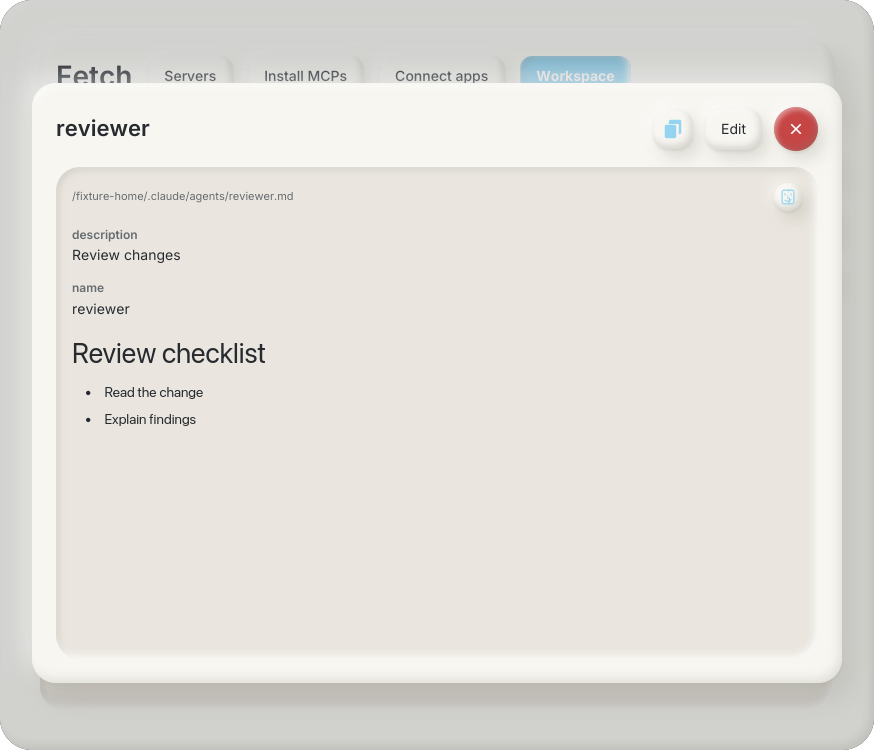 Fetch Servers Install MCPs Connect apps Workspace
reviewer Edit
/fixture-home/.claude/agents/reviewer.md
description
Review changes
name
reviewer
Review checklist
• Read the change
• Explain findings